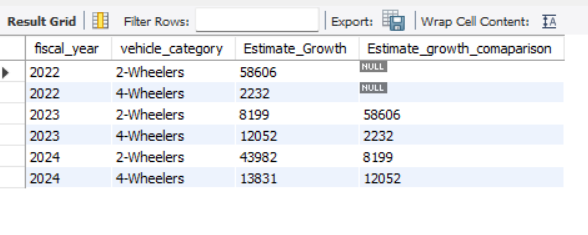 Result Grid Filter Rows: Export: Wrap Cell Content: IA
fiscal_year vehicle_category Estimate_Growth Estimate_growth_comaparison
2022 2-Wheelers 58606 NULL
2022 4-Wheelers 2232 NULL
2023 2-Wheelers 8199 58606
2023 4-Wheelers 12052 2232
2024 2-Wheelers 43982 8199
2024 4-Wheelers 13831 12052